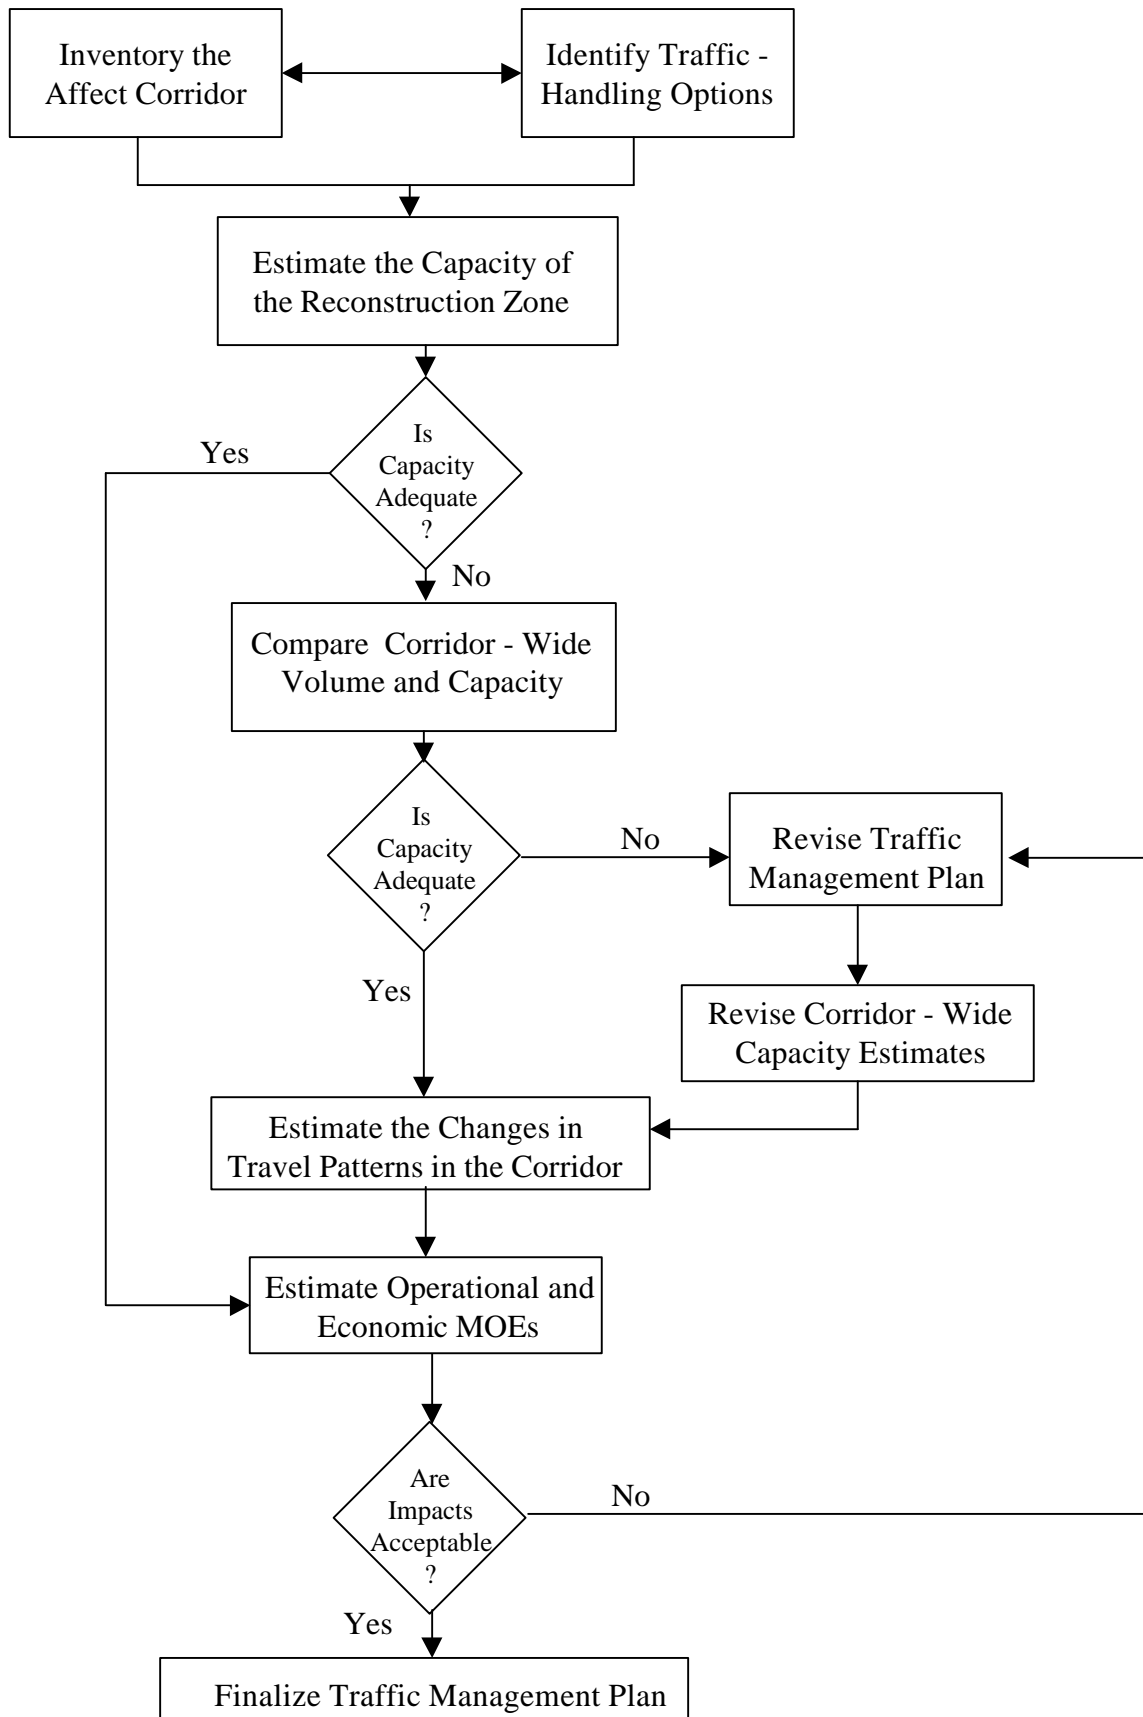 Inventory the
Affect Corridor
Identify Traffic -
Handling Options
Estimate the Capacity of
the Reconstruction Zone
Is
Capacity
Adequate
?
Yes
No
Compare  Corridor - Wide
Volume and Capacity
Is
Capacity
Adequate
?
No
Revise Traffic
Management Plan
Yes
Revise Corridor - Wide
Capacity Estimates
Estimate the Changes in
Travel Patterns in the Corridor
Estimate Operational and
Economic MOEs
Are
Impacts
Acceptable
?
No
Yes
Finalize Traffic Management Plan